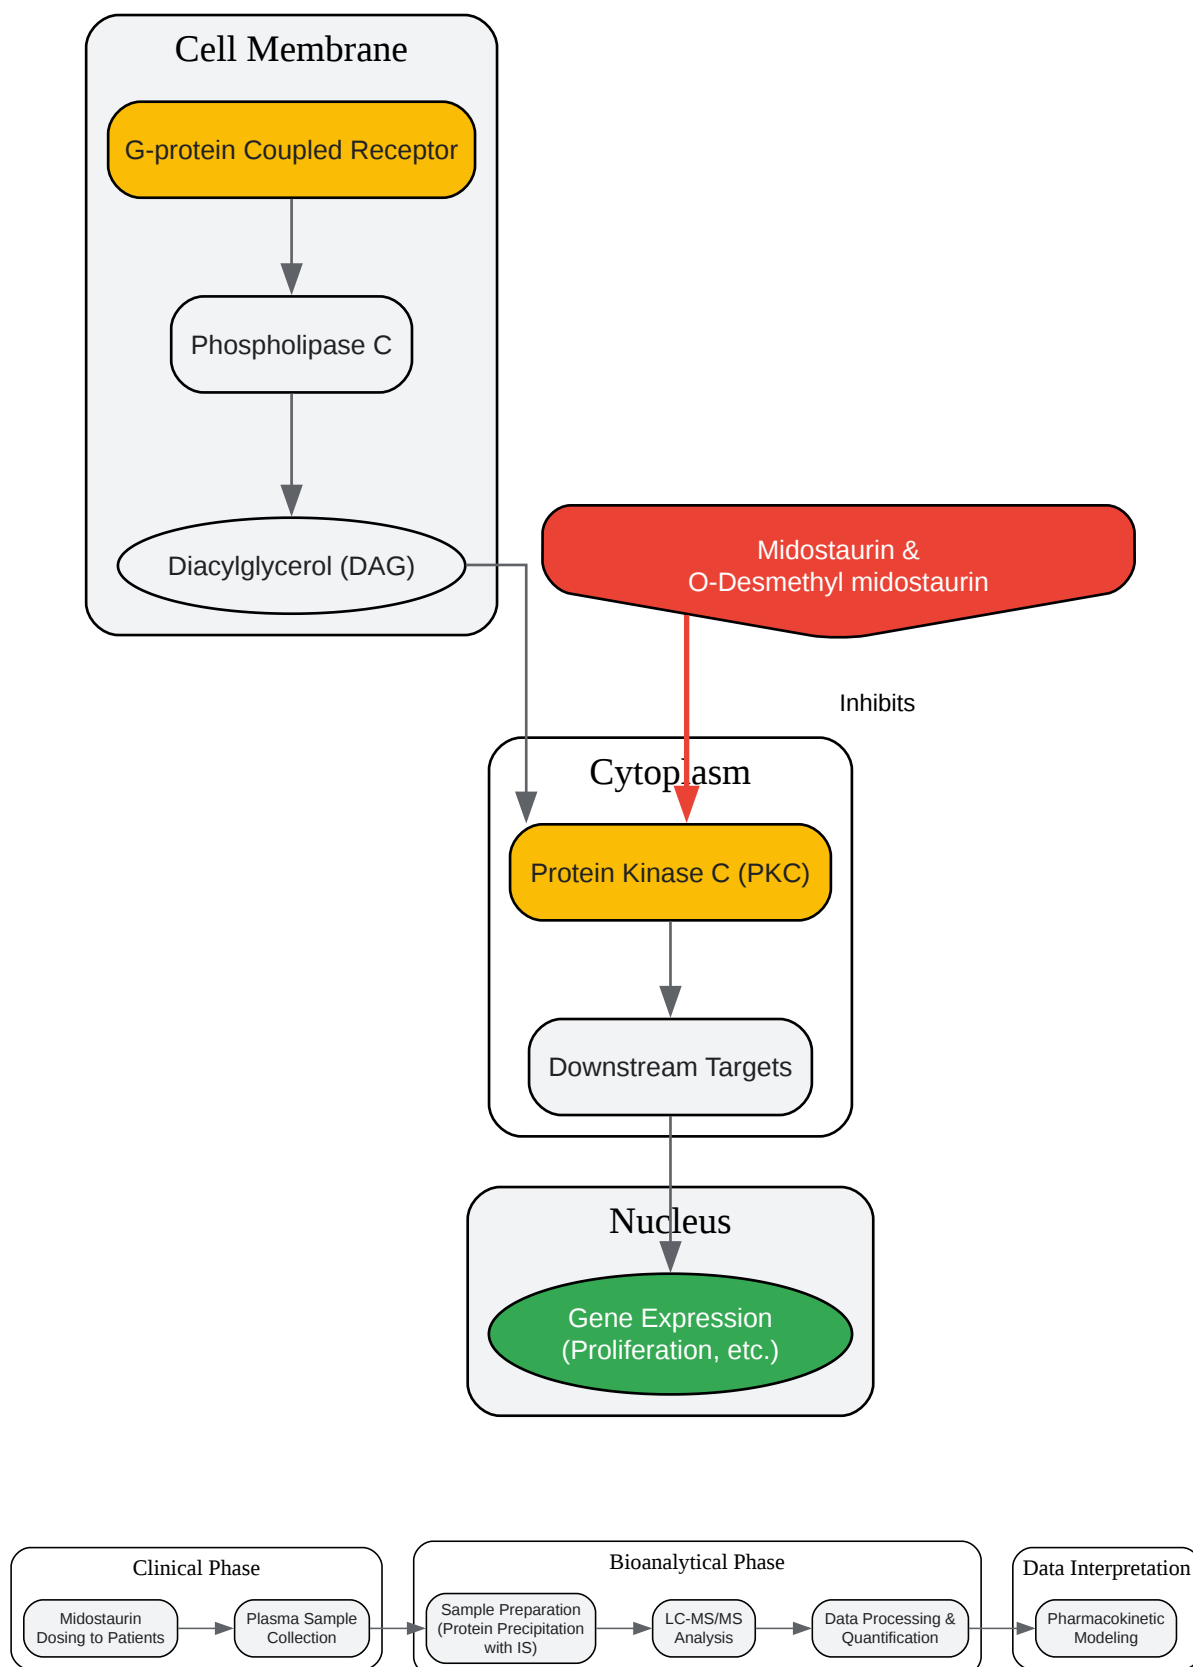 Cell Membrane
G-protein Coupled Receptor
Phospholipase C
Diacylglycerol (DAG)
Midostaurin &
O-Desmethyl midostaurin
Inhibits
Cytoplasm
Protein Kinase C (PKC)
Downstream Targets
Nucleus
Gene Expression
(Proliferation, etc.)
Clinical Phase
Midostaurin
Dosing to Patients
Plasma Sample
Collection
Bioanalytical Phase
Sample Preparation
(Protein Precipitation
with IS)
LC-MS/MS
Analysis
Data Processing &
Quantification
Data Interpretation
Pharmacokinetic
Modeling